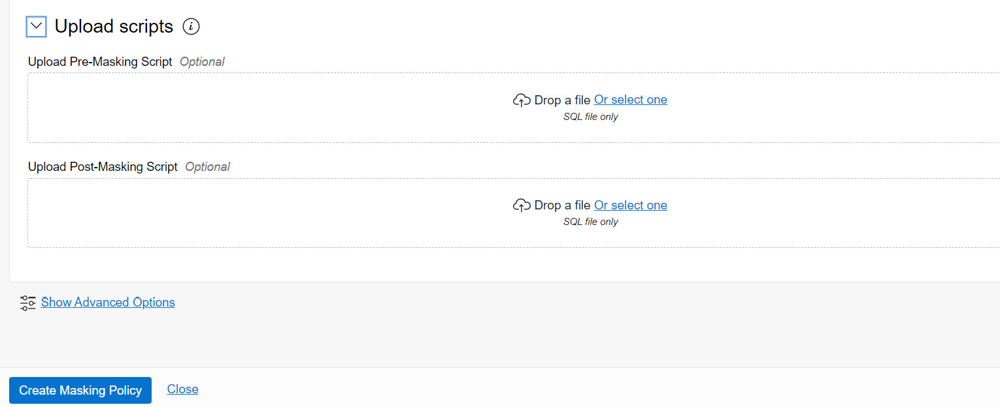 Upload scripts i
Upload Pre-Masking Script Optional
Drop a file Or select one
SQL file only
Upload Post-Masking Script Optional
Drop a file Or select one
SQL file only
Show Advanced Options
Create Masking Policy Close